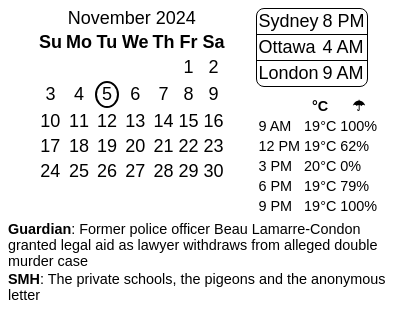 November 2024
Su Mo Tu We Th Fr Sa
1 2
3 4 5 6 7 8 9
10 11 12 13 14 15 16
17 18 19 20 21 22 23
24 25 26 27 28 29 30
Sydney 8 PM
Ottawa 4 AM
London 9 AM
°C ☂
9 AM 19°C 100%
12 PM 19°C 62%
3 PM 20°C 0%
6 PM 19°C 79%
9 PM 19°C 100%
Guardian: Former police officer Beau Lamarre-Condon
granted legal aid as lawyer withdraws from alleged double
murder case
SMH: The private schools, the pigeons and the anonymous
letter